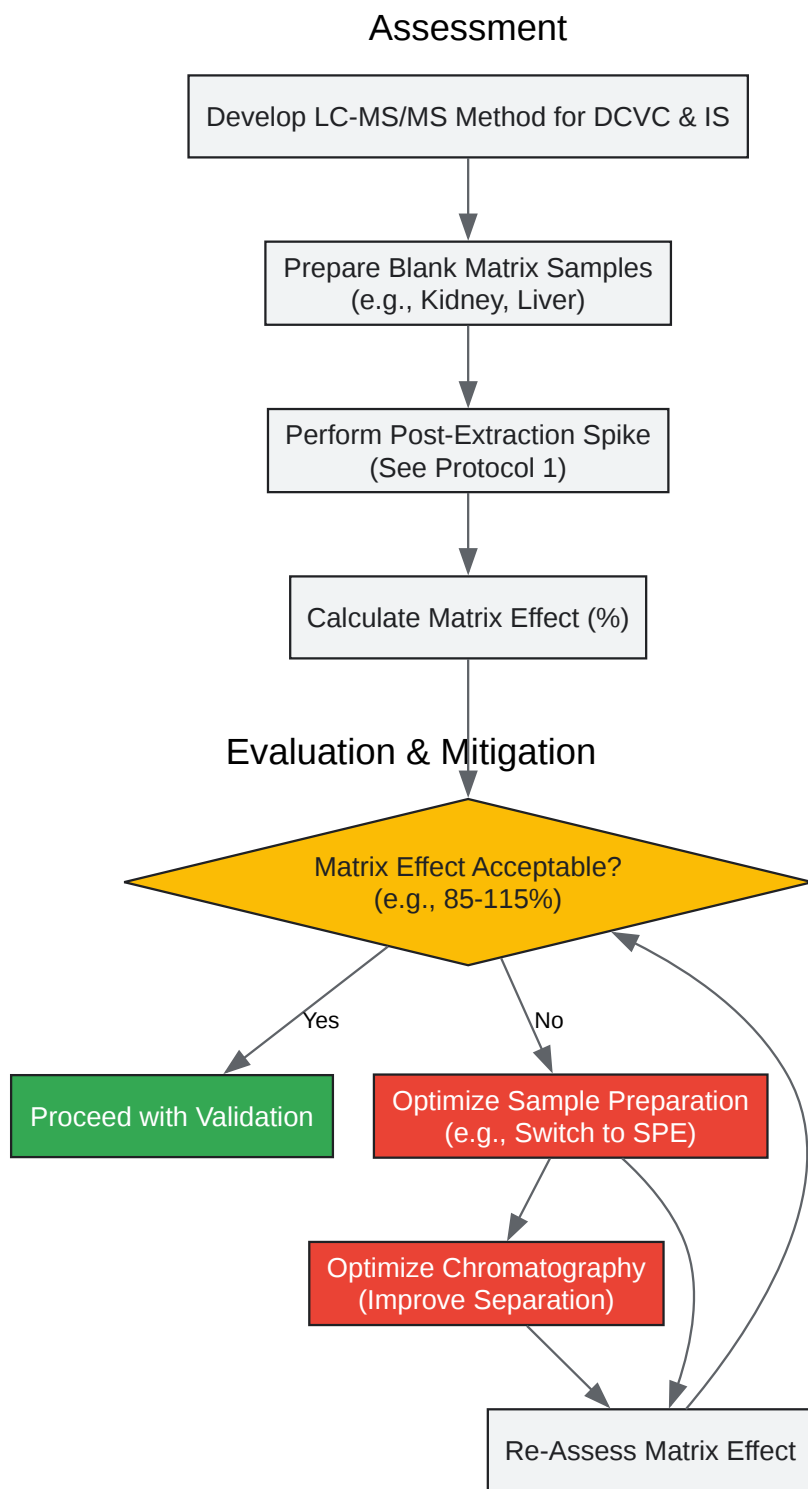 Assessment
Develop LC-MS/MS Method for DCVC & IS
Prepare Blank Matrix Samples
(e.g., Kidney, Liver)
Perform Post-Extraction Spike
(See Protocol 1)
Calculate Matrix Effect (%)
Evaluation & Mitigation
Matrix Effect Acceptable?
(e.g., 85-115%)
Yes
No
Proceed with Validation
Optimize Sample Preparation
(e.g., Switch to SPE)
Optimize Chromatography
(Improve Separation)
Re-Assess Matrix Effect